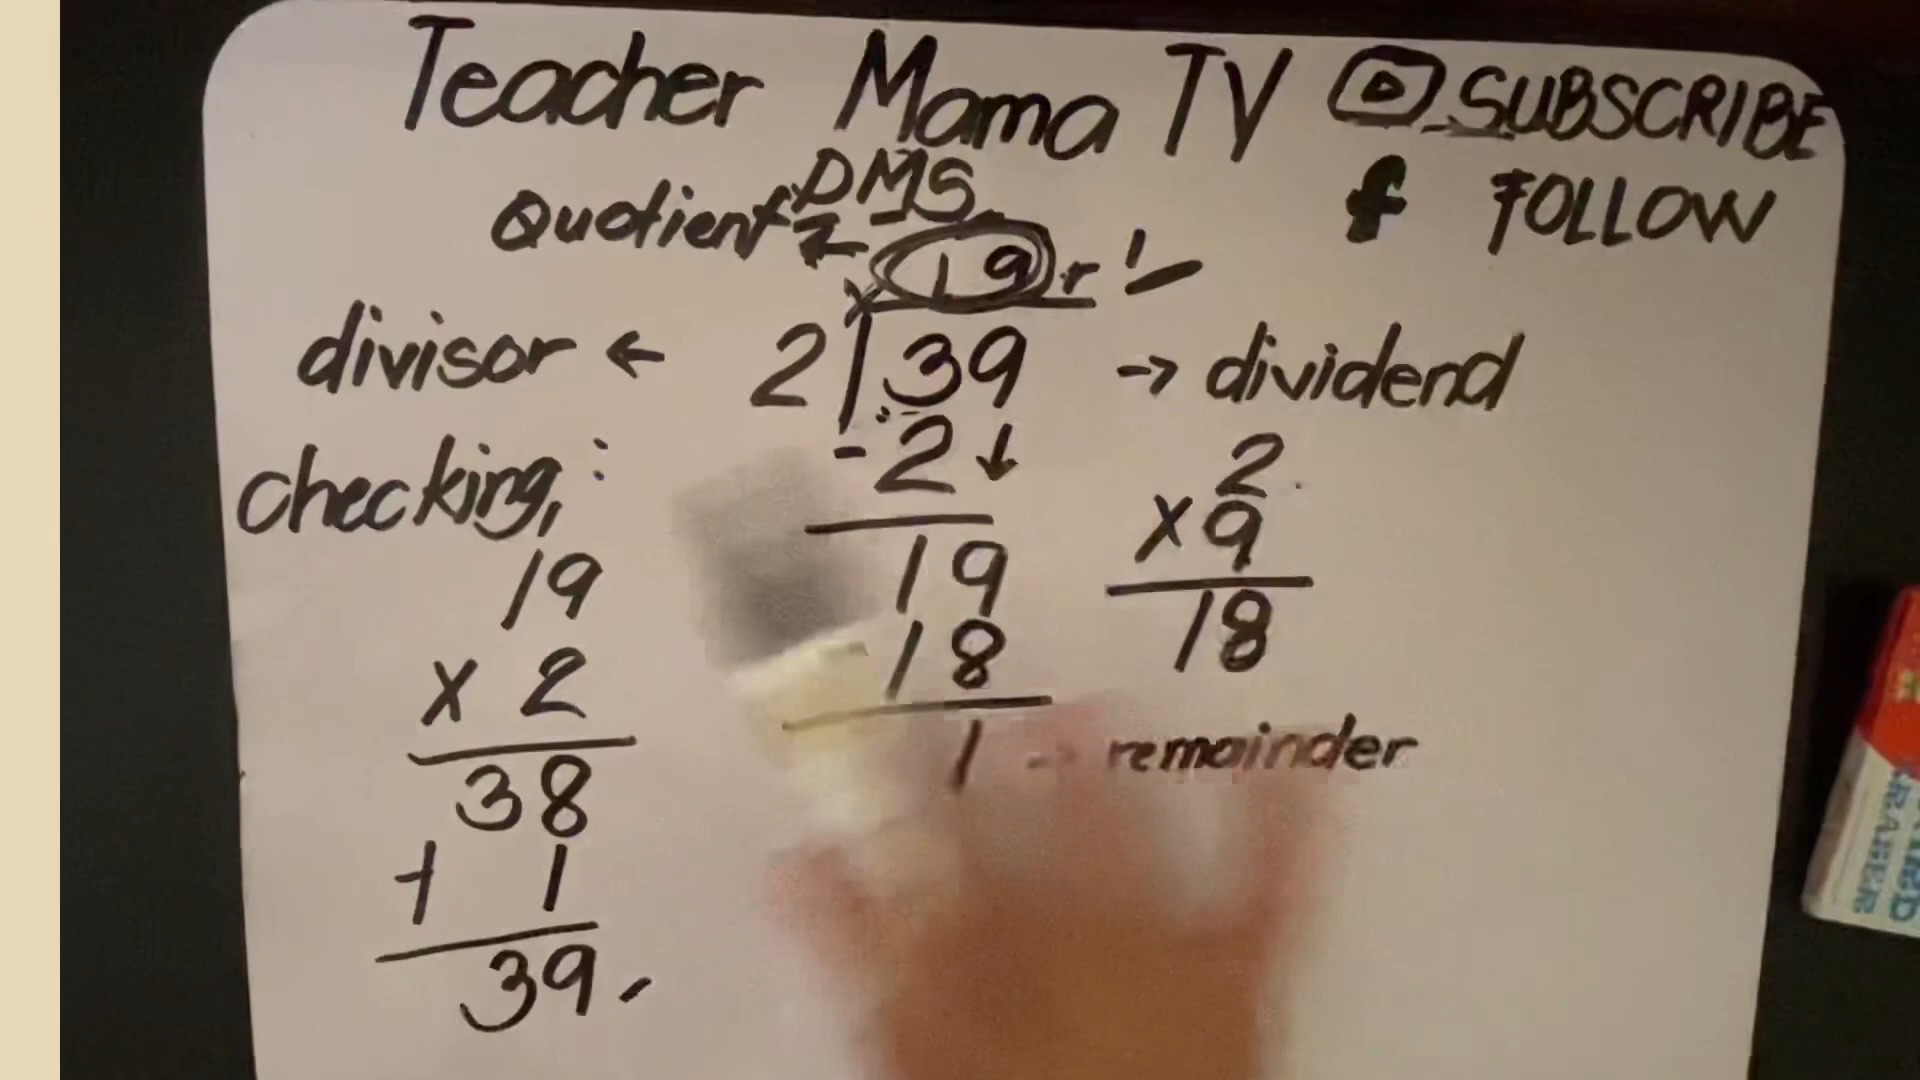 Teacher Mama TV SUBSCRIBE
DMS
f FOLLOW
Quotient ← 19 r 1
x
divisor ← 2 39 → dividend
checking:
- 2 ↓
2
x 9
18
19
18
1 → remainder
19
x 2
38
+ 1
39